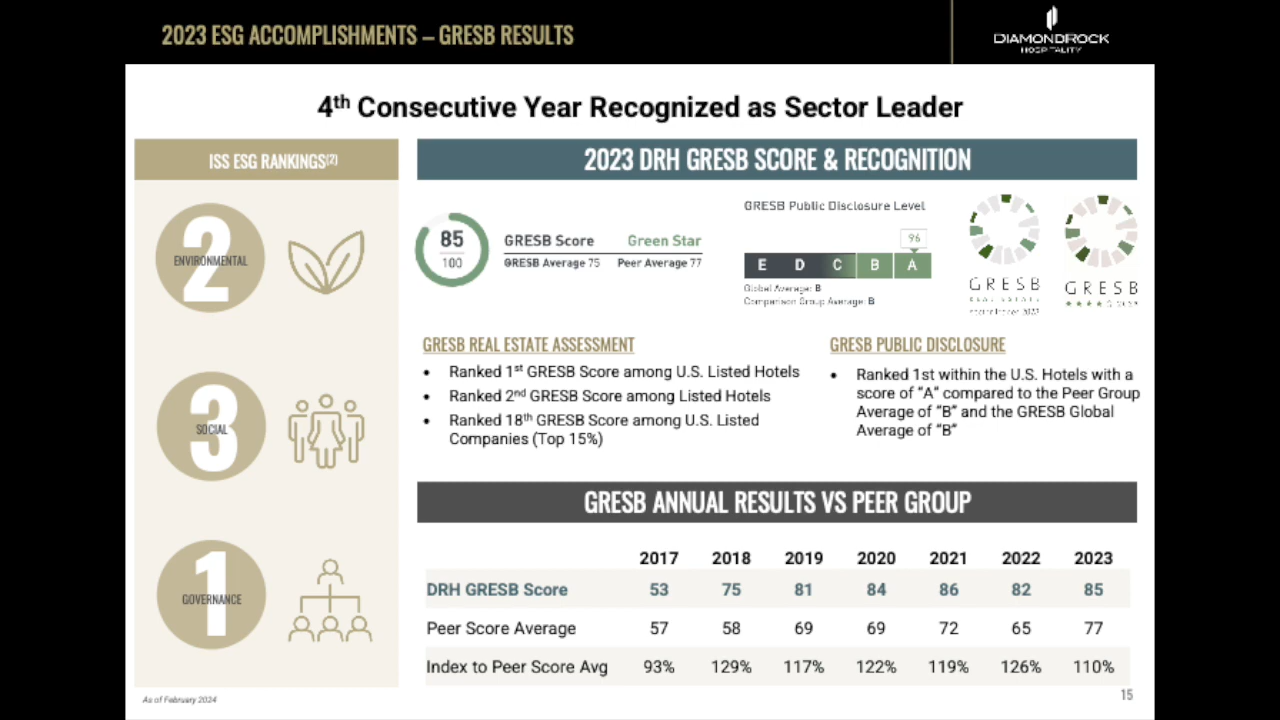 2023 ESG ACCOMPLISHMENTS – GRESB RESULTS
DIAMONDROCK
HOSPITALITY
4th Consecutive Year Recognized as Sector Leader
ISS ESG RANKINGS(2)
2
ENVIRONMENTAL
3
SOCIAL
1
GOVERNANCE
2023 DRH GRESB SCORE & RECOGNITION
85
100
GRESB Score Green Star
GRESB Average 75 Peer Average 77
GRESB Public Disclosure Level
96
E D C B A
Global Average: B
Comparison Group Average: B
GRESB
REAL ESTATE
GRESB
GRESB REAL ESTATE ASSESSMENT
• Ranked 1st GRESB Score among U.S. Listed Hotels
• Ranked 2nd GRESB Score among Listed Hotels
• Ranked 18th GRESB Score among U.S. Listed
Companies (Top 15%)
GRESB PUBLIC DISCLOSURE
• Ranked 1st within the U.S. Hotels with a
score of “A” compared to the Peer Group
Average of “B” and the GRESB Global
Average of “B”
GRESB ANNUAL RESULTS VS PEER GROUP
2017 2018 2019 2020 2021 2022 2023
DRH GRESB Score 53 75 81 84 86 82 85
Peer Score Average 57 58 69 69 72 65 77
Index to Peer Score Avg 93% 129% 117% 122% 119% 126% 110%
As of February 2024
15